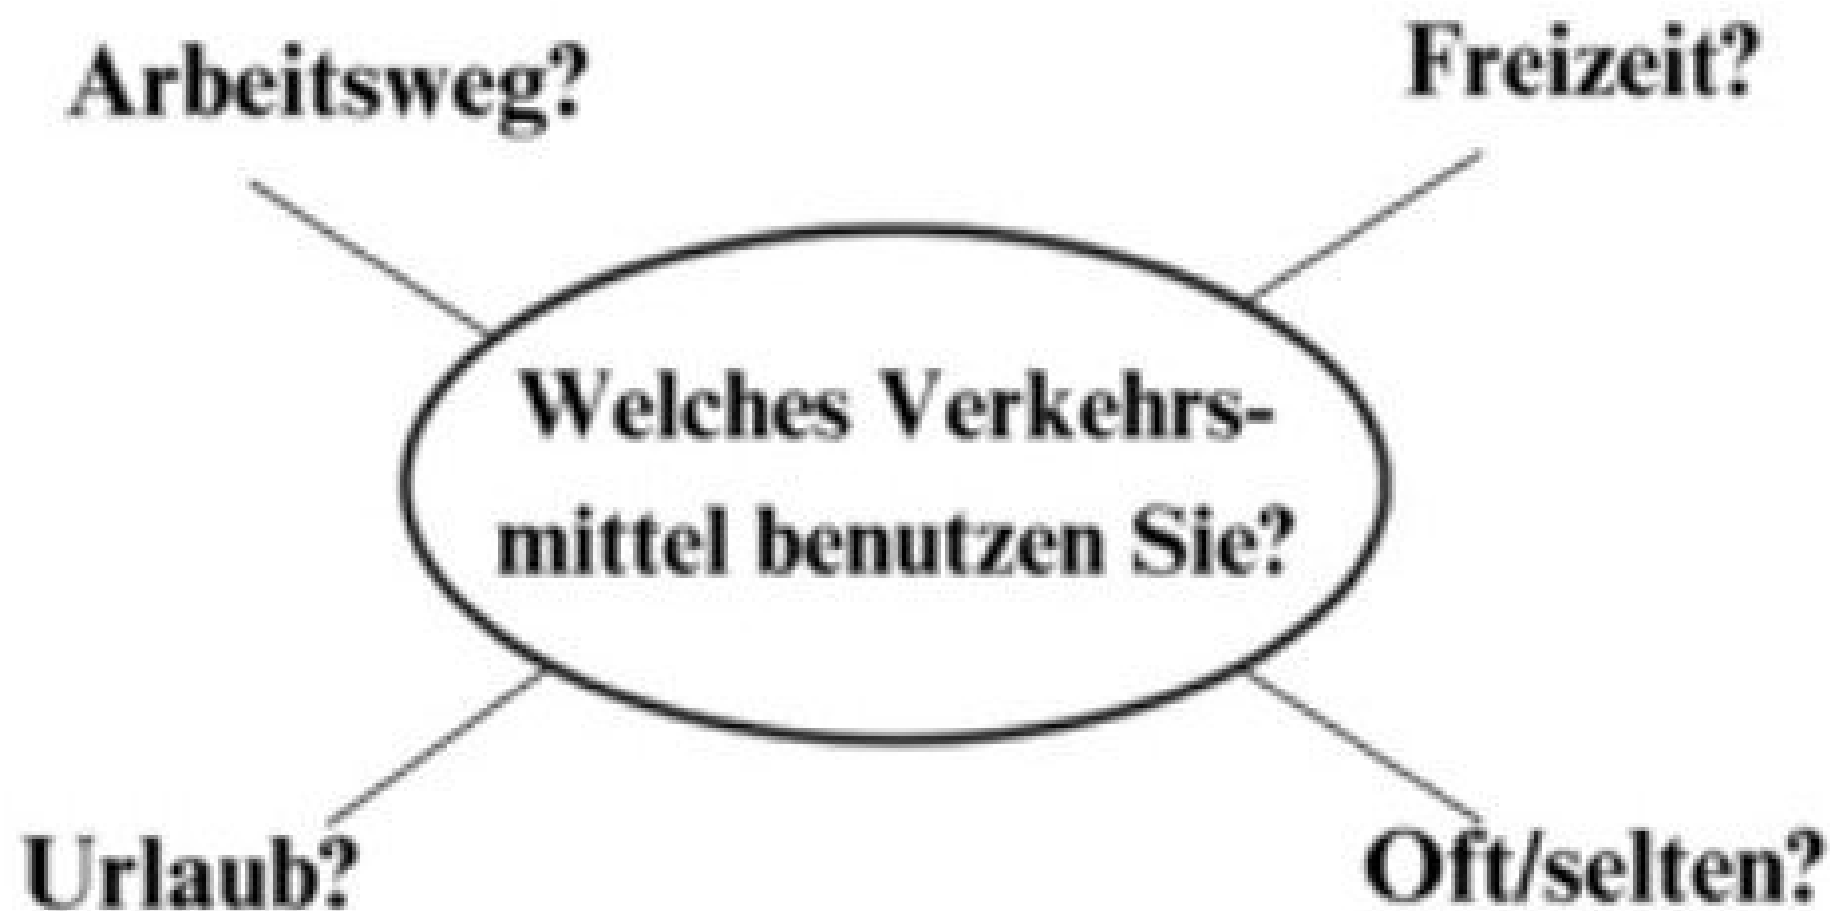 Arbeitsweg?
Freizeit?
Welches Verkehrs-
mittel benutzen Sie?
Urlaub?
Oft/selten?